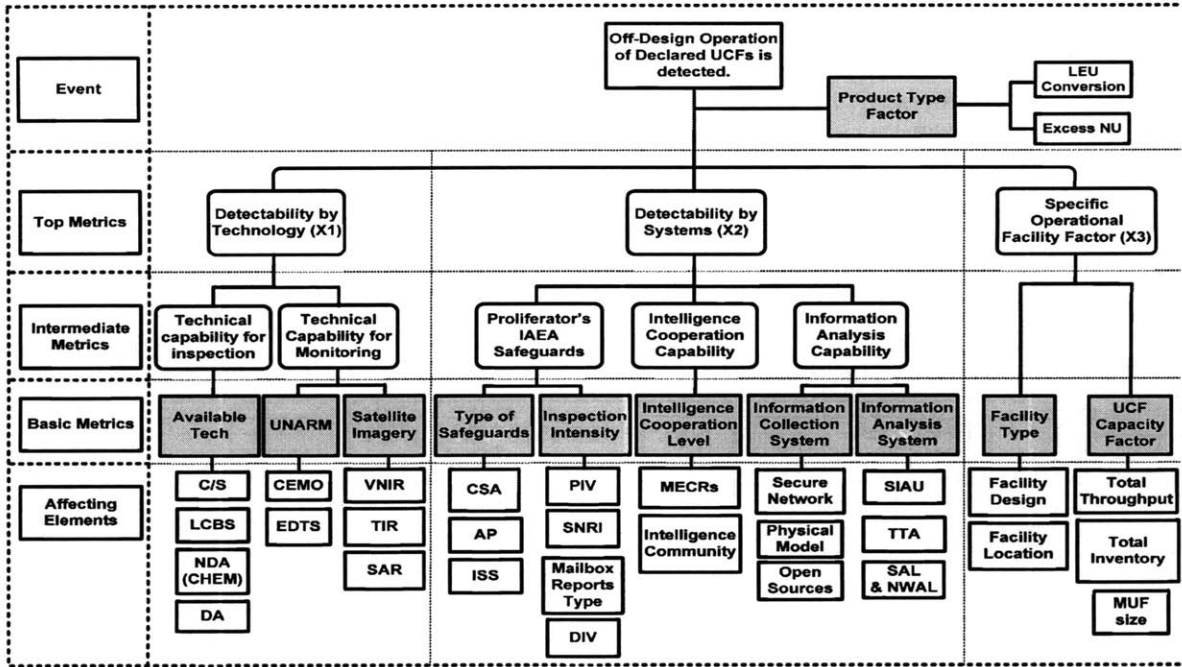 Event
Off-Design Operation
of Declared UCFs is
detected.
Product Type
Factor
LEU
Conversion
Excess NU
Top Metrics
Detectability by
Technology (X1)
Detectability by
Systems (X2)
Specific
Operational
Facility Factor (X3)
Intermediate
Metrics
Technical
capability for
inspection
Technical
Capability for
Monitoring
Proliferator's
IAEA
Safeguards
Intelligence
Cooperation
Capability
Information
Analysis
Capability
Basic Metrics
Available
Tech
UNARM
Satellite
Imagery
Type of
Safeguards
Inspection
Intensity
Intelligence
Cooperation
Level
Information
Collection
System
Information
Analysis
System
Facility
Type
UCF
Capacity
Factor
Affecting
Elements
C/S
LCBS
NDA
(CHEM)
DA
CEMO
EDTS
VNIR
TIR
SAR
CSA
AP
ISS
PIV
SNRI
Mailbox
Reports
Type
DIV
MECRs
Intelligence
Community
Secure
Network
Physical
Model
Open
Sources
SIAU
TTA
SAL
& NWAL
Facility
Design
Facility
Location
Total
Throughput
Total
Inventory
MUF
size